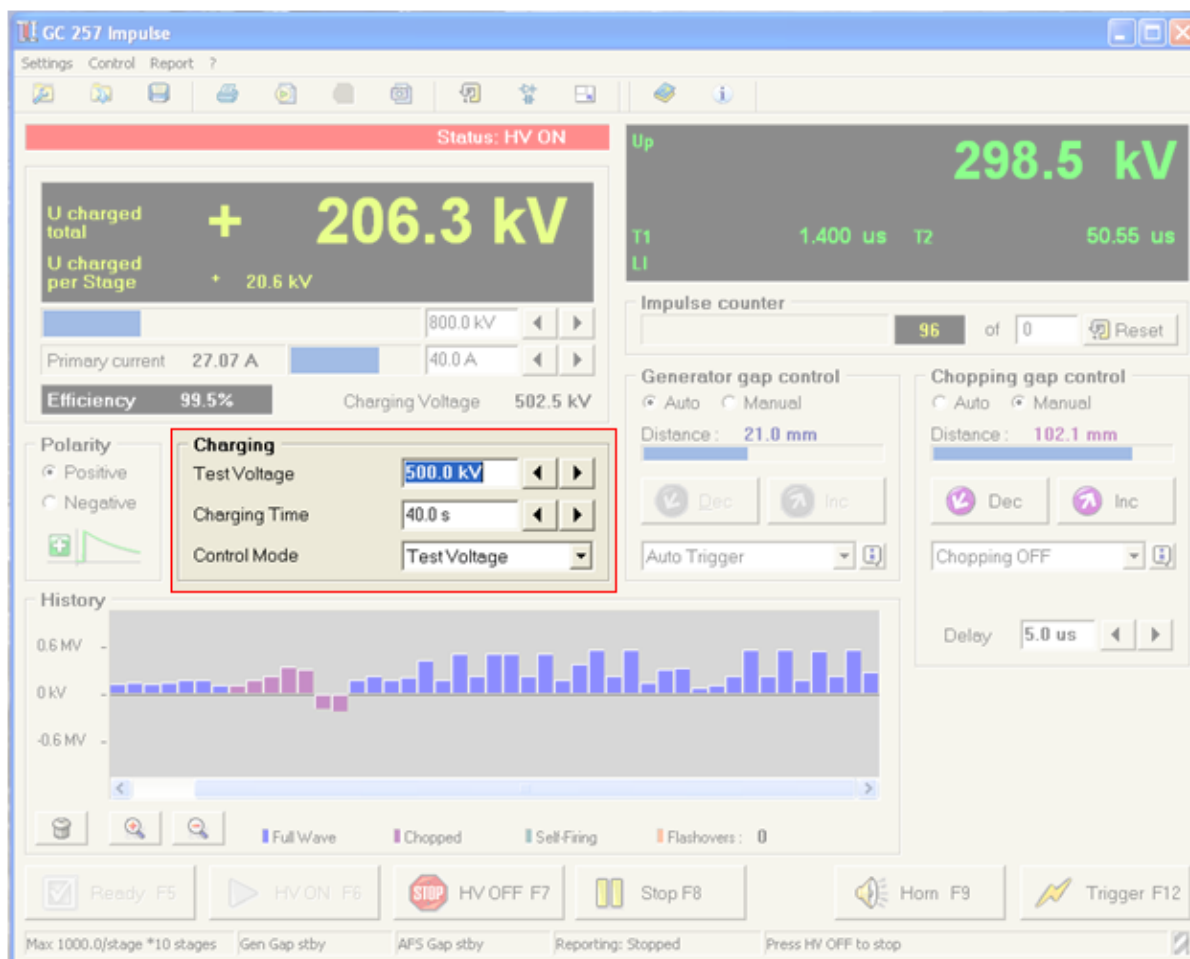 GC 257 Impulse
Settings Control Report ?
Status: HV ON
U charged total + 206.3 kV
U charged per Stage + 20.6 kV
800.0 kV
Primary current 27.07 A 40.0 A
Efficiency 99.5% Charging Voltage 502.5 kV
Up 298.5 kV
T1 1.400 us T2 50.55 us
LI
Impulse counter
96 of 0 Reset
Polarity
Positive
Negative
Charging
Test Voltage 500.0 kV
Charging Time 40.0 s
Control Mode Test Voltage
Generator gap control
Auto Manual
Distance : 21.0 mm
Dec Inc
Auto Trigger
Chopping gap control
Auto Manual
Distance : 102.1 mm
Dec Inc
Chopping OFF
Delay 5.0 us
History
0.6 MV
0 kV
-0.6 MV
Full Wave Chopped Self-Firing Flashovers : 0
Ready F5 HV ON F6 STOP HV OFF F7 Stop F8 Horn F9 Trigger F12
Max 1000.0/stage *10 stages Gen Gap stby AFS Gap stby Reporting: Stopped Press HV OFF to stop